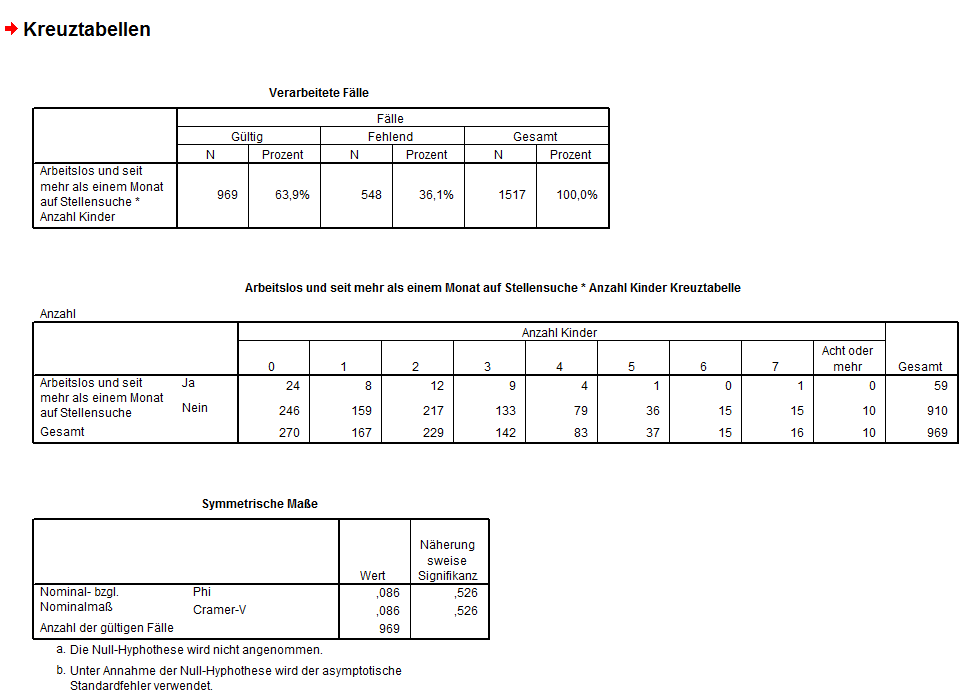 Kreuztabellen
Verarbeitete Fälle
Fälle
Gültig Fehlend Gesamt
N Prozent N Prozent N Prozent
Arbeitslos und seit
mehr als einem Monat
auf Stellensuche *
Anzahl Kinder
969 63,9% 548 36,1% 1517 100,0%
Arbeitslos und seit mehr als einem Monat auf Stellensuche * Anzahl Kinder Kreuztabelle
Anzahl
Anzahl Kinder
0 1 2 3 4 5 6 7 Acht oder
mehr
Gesamt
Arbeitslos und seit
mehr als einem Monat
auf Stellensuche
Ja 24 8 12 9 4 1 0 1 0 59
Nein 246 159 217 133 79 36 15 15 10 910
Gesamt 270 167 229 142 83 37 15 16 10 969
Symmetrische Maße
Wert
Näherung
sweise
Signifikanz
Nominal- bzgl.
Nominalmaß
Phi ,086 ,526
Cramer-V ,086 ,526
Anzahl der gültigen Fälle 969
a. Die Null-Hyphothese wird nicht angenommen.
b. Unter Annahme der Null-Hyphothese wird der asymptotische
Standardfehler verwendet.